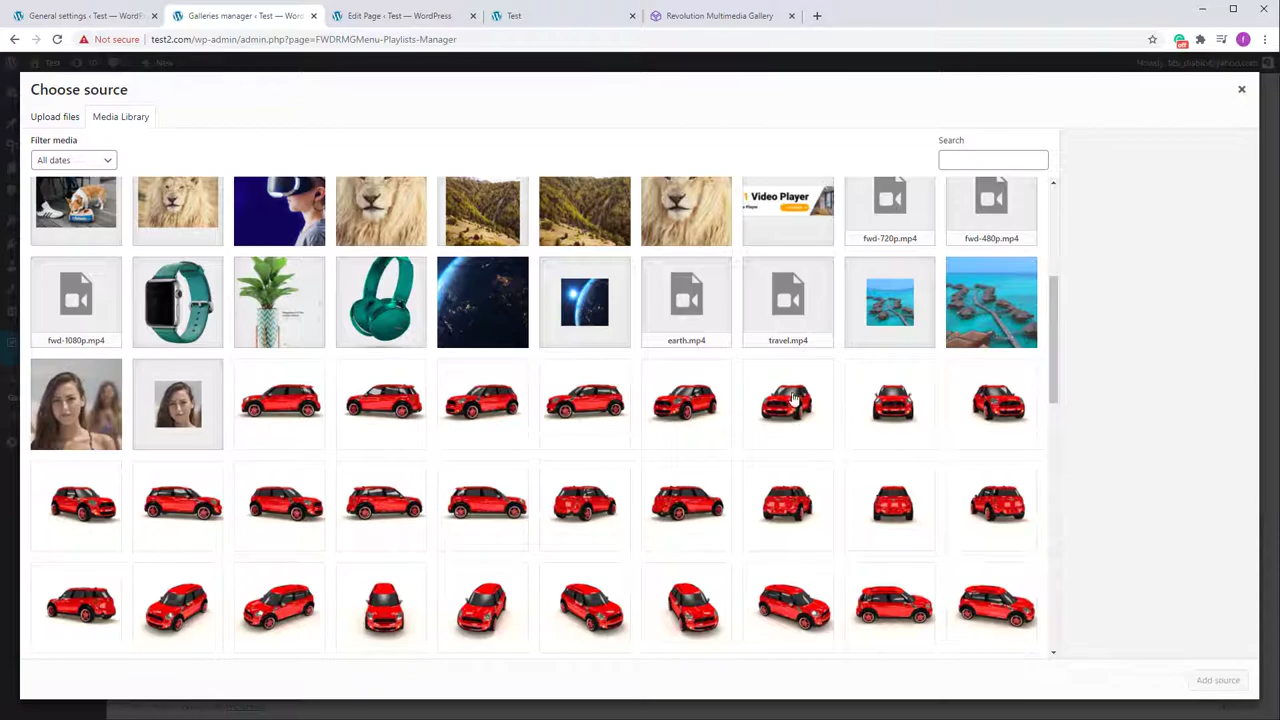 General settings ‹ Test — WordP
Galleries manager ‹ Test — Word
Edit Page ‹ Test — WordPress
Test
Revolution Multimedia Gallery
Not secure
test2.com/wp-admin/admin.php?page=FWDRMGMenu-Playlists-Manager
Test
New
Choose source
Upload files
Media Library
Filter media
Search
All dates
Video Player
fwd-720p.mp4
fwd-480p.mp4
fwd-1080p.mp4
earth.mp4
travel.mp4
Add source